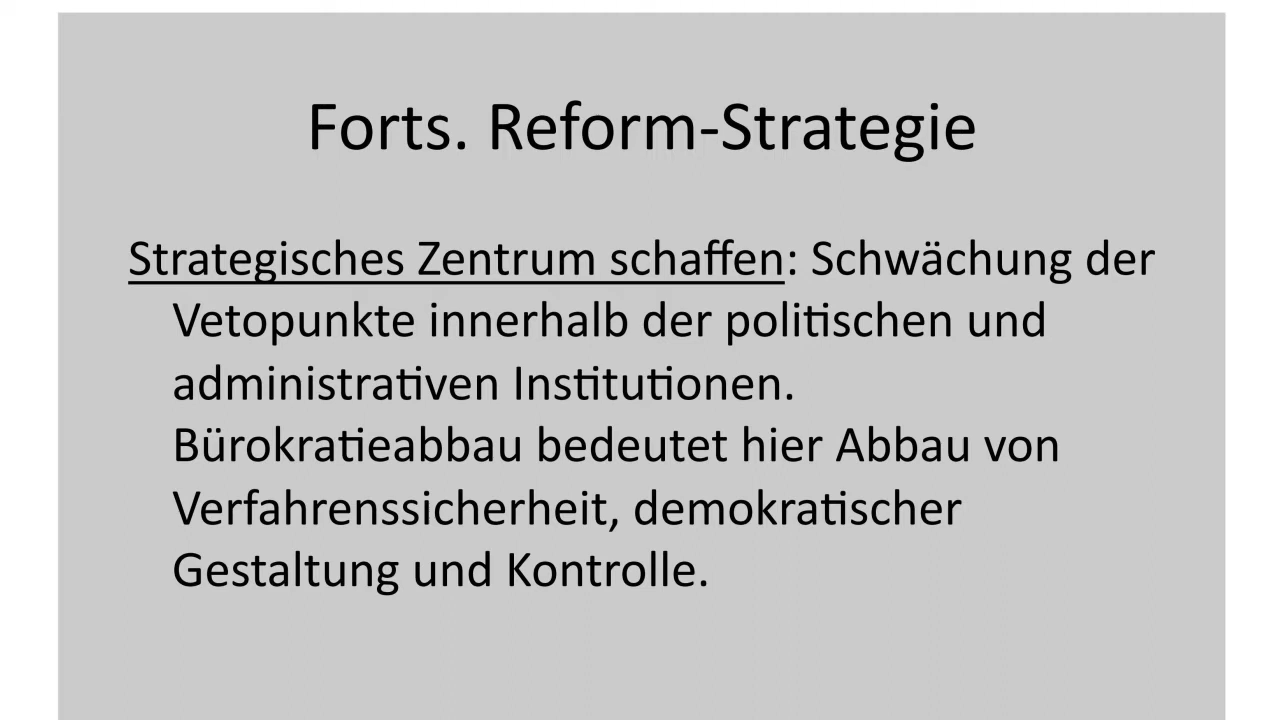 Forts. Reform-Strategie
Strategisches Zentrum schaffen: Schwächung der
Vetopunkte innerhalb der politischen und
administrativen Institutionen.
Bürokratieabbau bedeutet hier Abbau von
Verfahrenssicherheit, demokratischer
Gestaltung und Kontrolle.